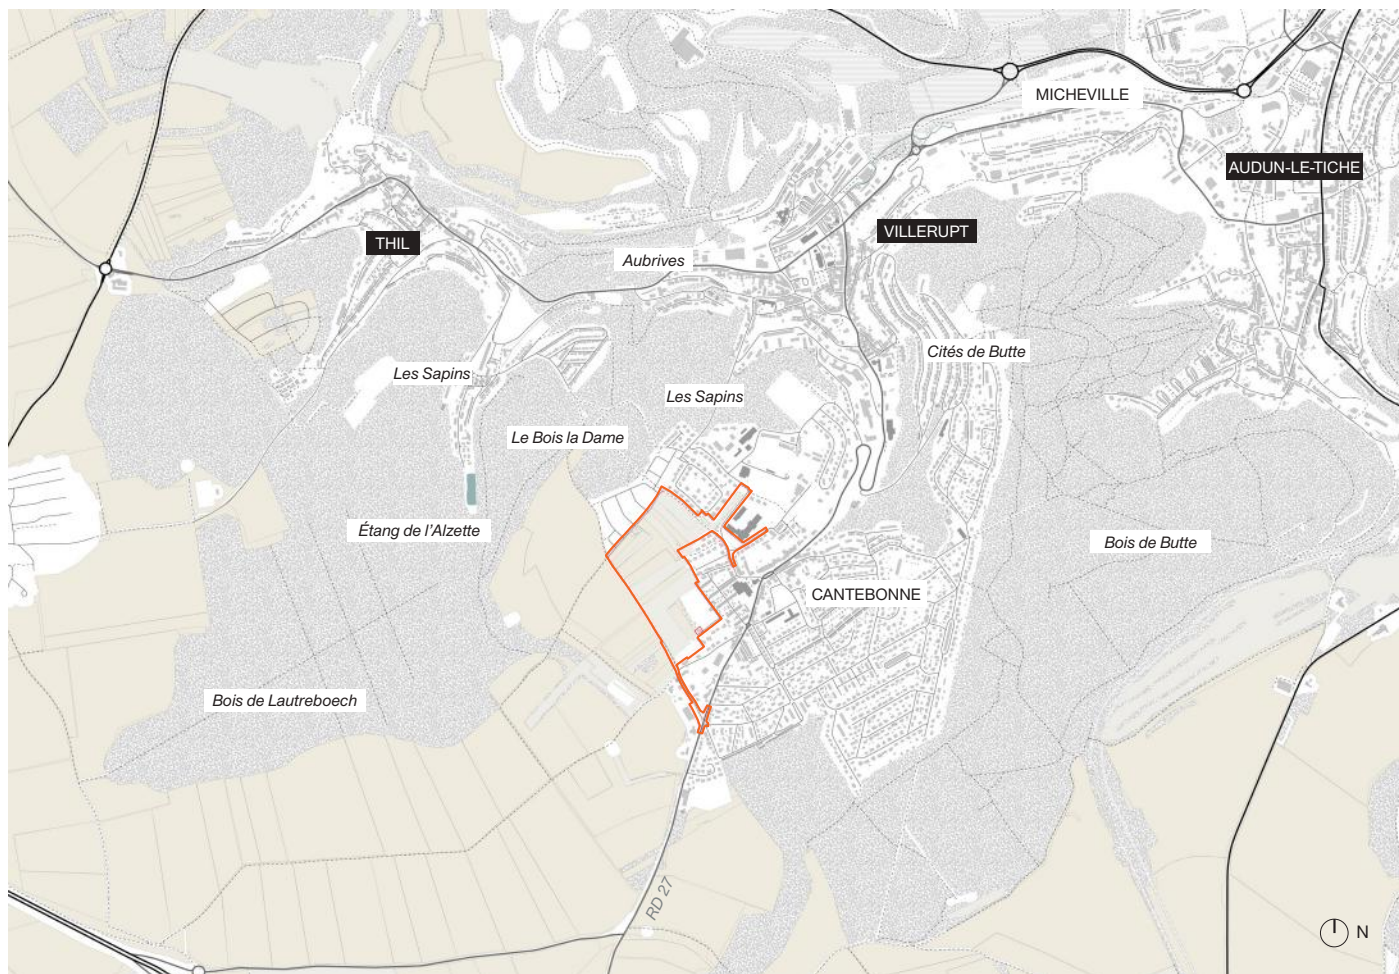 MICHEVILLE
AUDUN-LE-TICHE
THIL
VILLERUPT
Aubrives
Cités de Butte
Les Sapins
Les Sapins
Le Bois la Dame
Étang de l'Alzette
Bois de Butte
CANTEBONNE
Bois de Lautreboech
RD 27
N